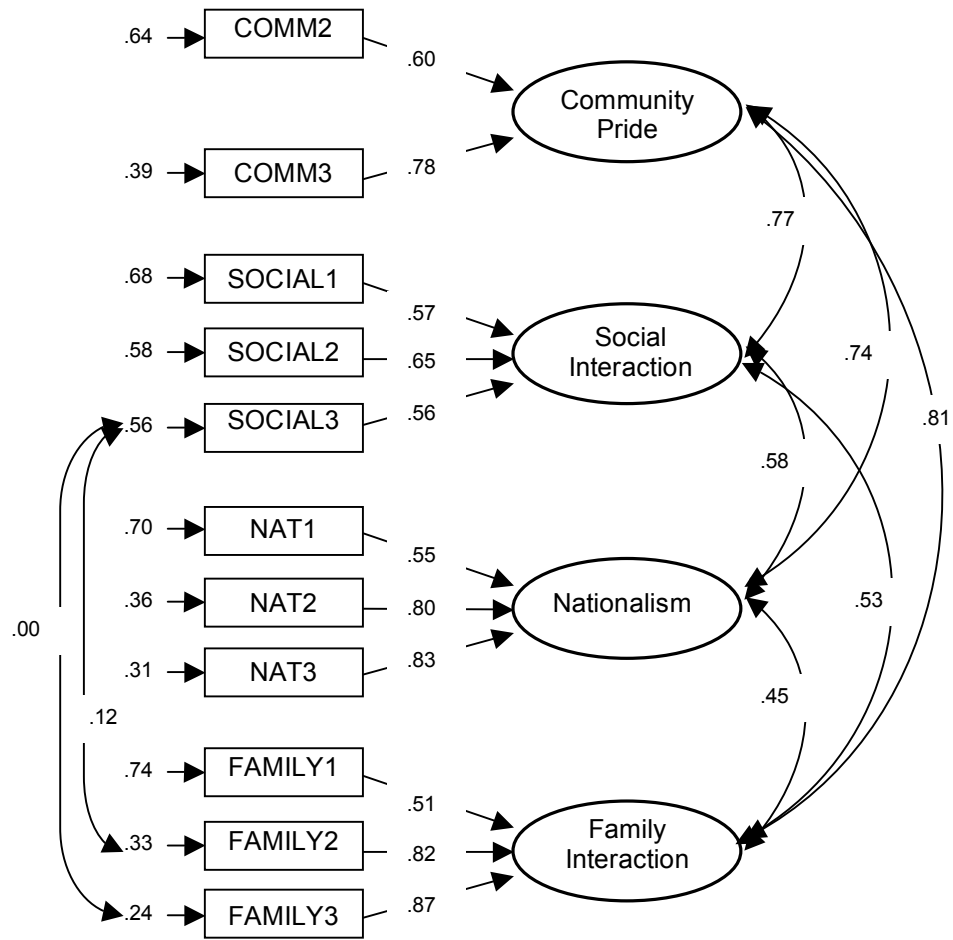 .64 COMM2
.60
Community
Pride
.39 COMM3
.78
.77
.68 SOCIAL1
.57
.58 SOCIAL2
.65
Social
Interaction
.74
.56 SOCIAL3
.56
.81
.58
.70 NAT1
.55
.36 NAT2
.80
Nationalism
.53
.00
.31 NAT3
.83
.12
.45
.74 FAMILY1
.51
.33 FAMILY2
.82
Family
Interaction
.24 FAMILY3
.87